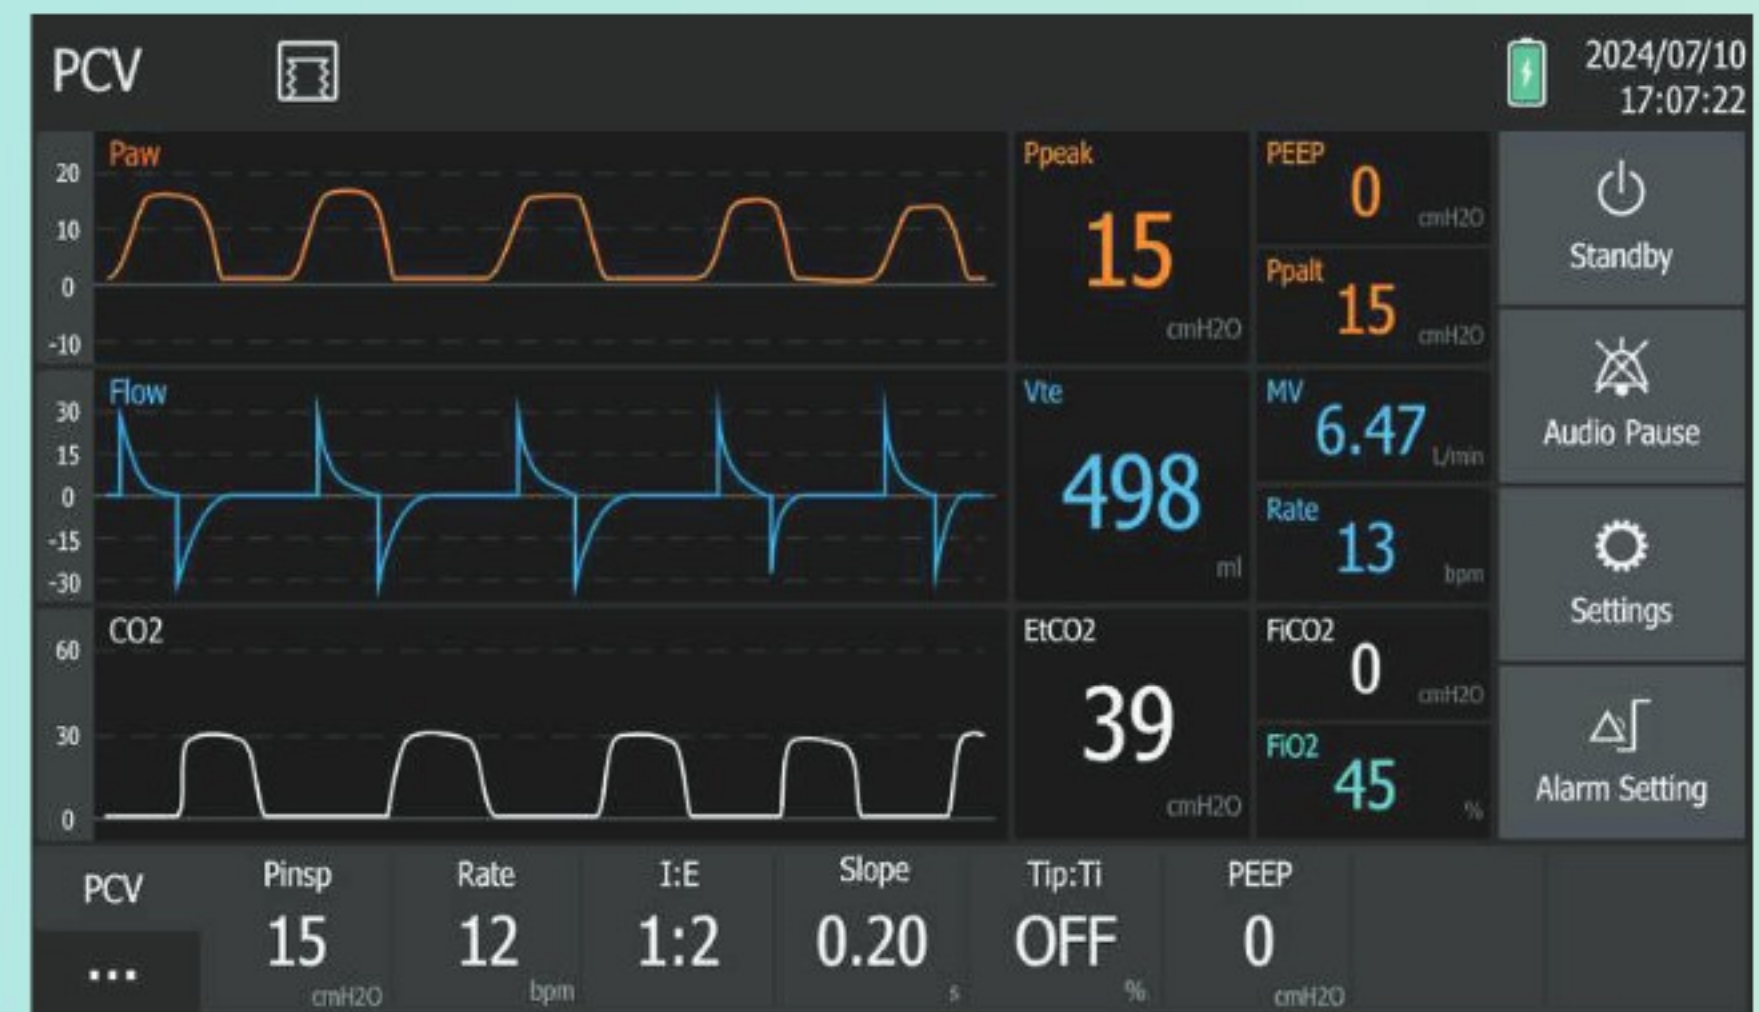 PCV
2024/07/10
17:07:22
Paw
20
10
0
-10
Ppeak
15
cmH2O
PEEP
0
cmH2O
Ppalt
15
cmH2O
Standby
Flow
30
15
0
-15
-30
Vte
498
ml
MV
6.47
L/min
Rate
13
bpm
Audio Pause
Settings
CO2
60
30
0
EtCO2
39
cmH2O
FiCO2
0
cmH2O
FiO2
45
%
Alarm Setting
PCV
...
Pinsp
15
cmH2O
Rate
12
bpm
I:E
1:2
Slope
0.20
s
Tip:Ti
OFF
%
PEEP
0
cmH2O